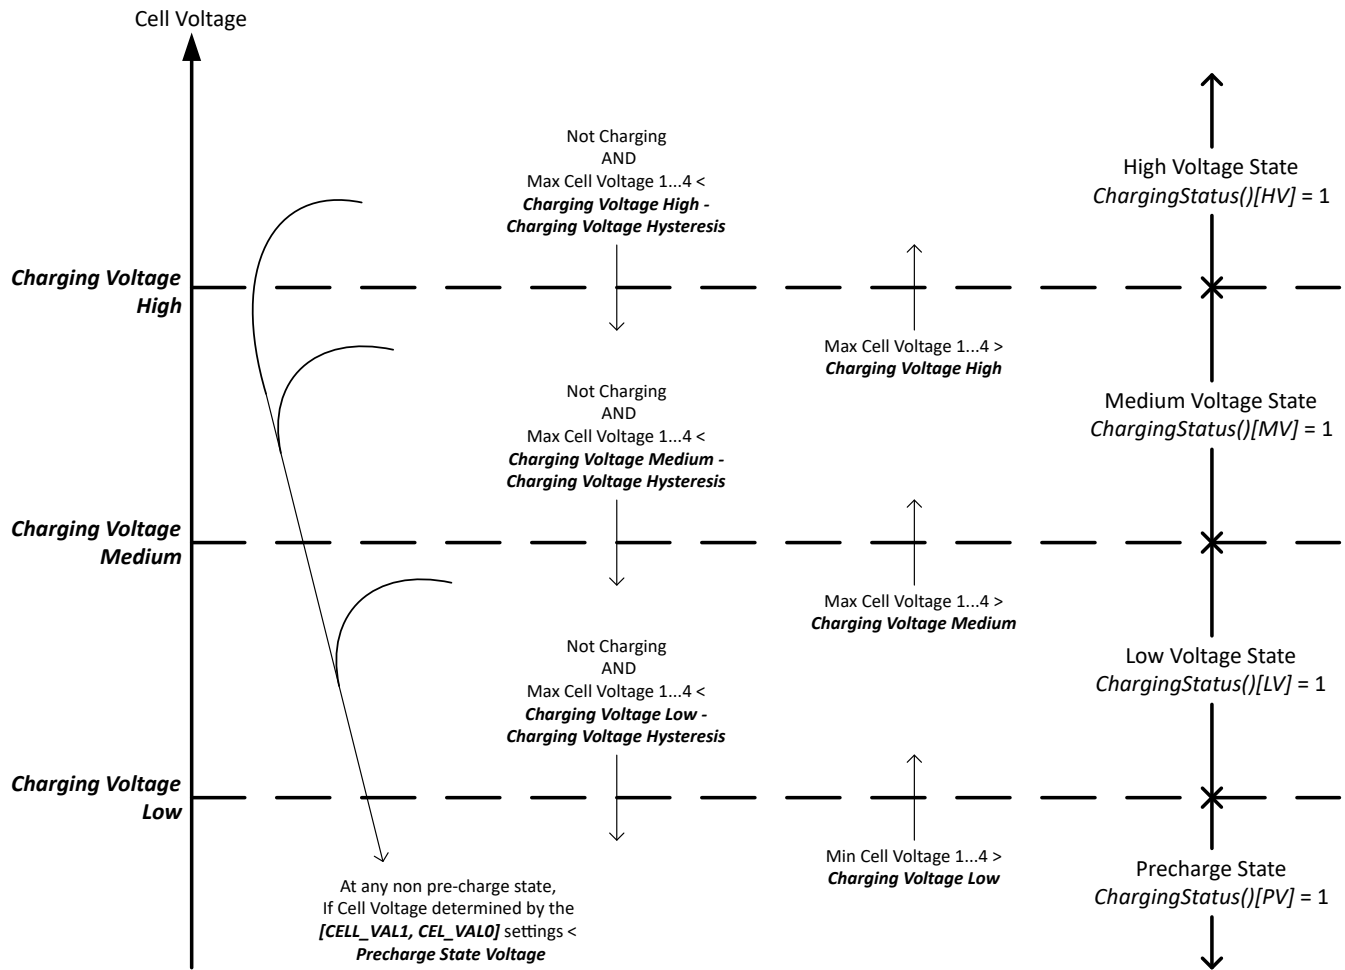 Cell Voltage
Not Charging
AND
Max Cell Voltage 1...4 <
Charging Voltage High -
Charging Voltage Hysteresis
High Voltage State
ChargingStatus()[HV] = 1
Charging Voltage
High
Max Cell Voltage 1...4 >
Charging Voltage High
Not Charging
AND
Max Cell Voltage 1...4 <
Charging Voltage Medium -
Charging Voltage Hysteresis
Medium Voltage State
ChargingStatus()[MV] = 1
Charging Voltage
Medium
Max Cell Voltage 1...4 >
Charging Voltage Medium
Not Charging
AND
Max Cell Voltage 1...4 <
Charging Voltage Low -
Charging Voltage Hysteresis
Low Voltage State
ChargingStatus()[LV] = 1
Charging Voltage
Low
Min Cell Voltage 1...4 >
Charging Voltage Low
Precharge State
ChargingStatus()[PV] = 1
At any non pre-charge state,
If Cell Voltage determined by the
[CELL_VAL1, CEL_VAL0] settings <
Precharge State Voltage